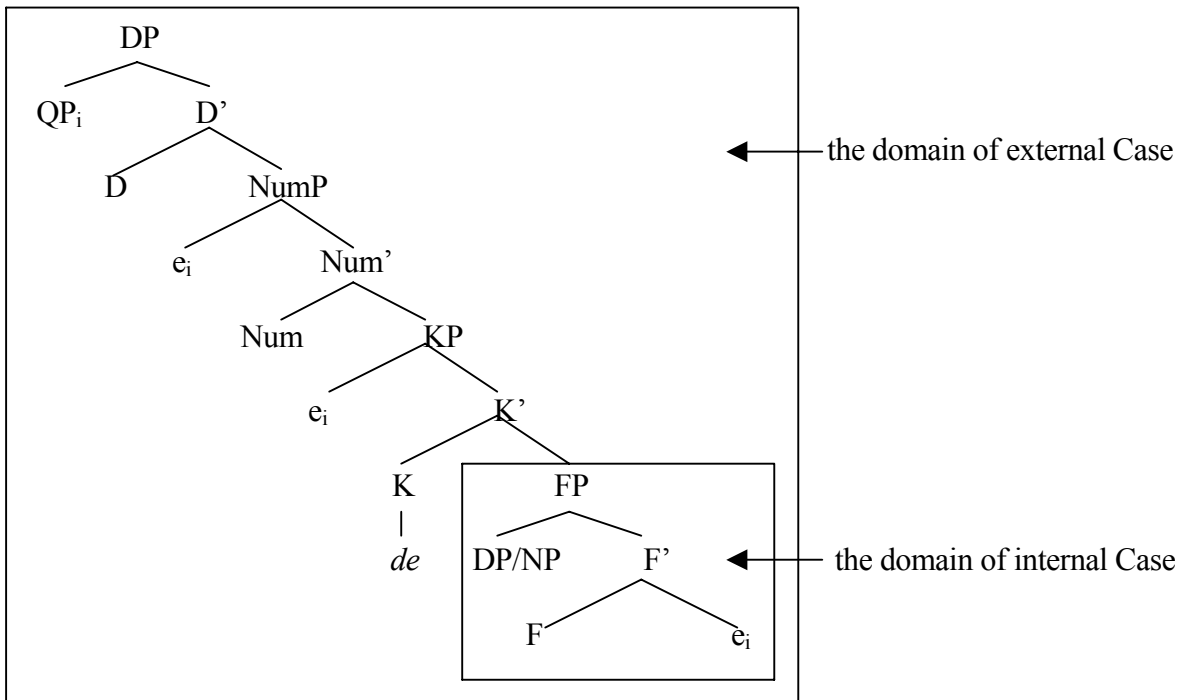 DP
QPi D’
the domain of external Case
D NumP
ei Num’
Num KP
ei K’
K FP
de DP/NP F’ the domain of internal Case
F ei